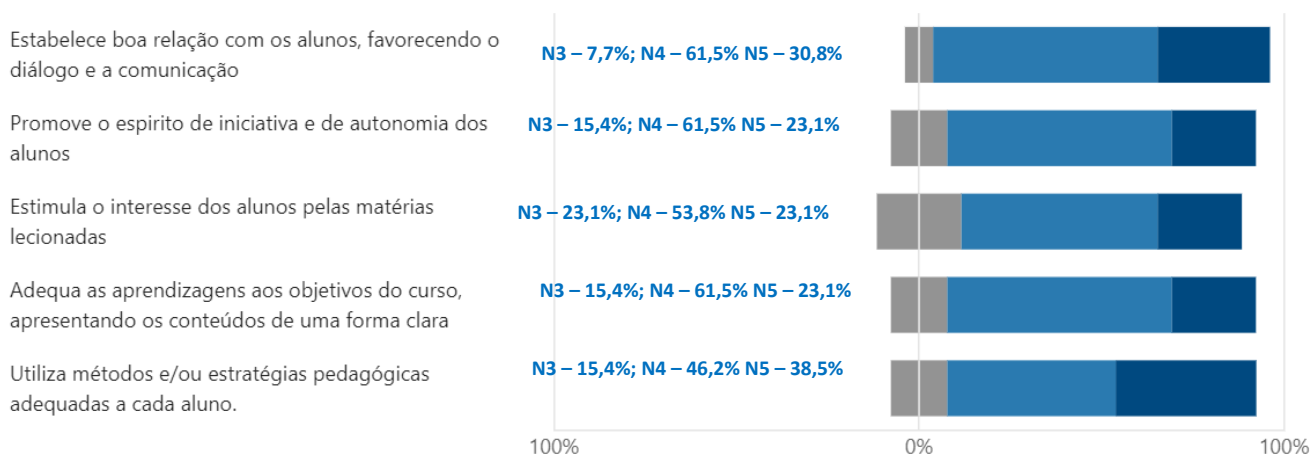 Estabelece boa relação com os alunos, favorecendo o
diálogo e a comunicação
N3 – 7,7%; N4 – 61,5% N5 – 30,8%
Promove o espirito de iniciativa e de autonomia dos
alunos
N3 – 15,4%; N4 – 61,5% N5 – 23,1%
Estimula o interesse dos alunos pelas matérias
lecionadas
N3 – 23,1%; N4 – 53,8% N5 – 23,1%
Adequa as aprendizagens aos objetivos do curso,
apresentando os conteúdos de uma forma clara
N3 – 15,4%; N4 – 61,5% N5 – 23,1%
Utiliza métodos e/ou estratégias pedagógicas
adequadas a cada aluno.
N3 – 15,4%; N4 – 46,2% N5 – 38,5%
100% 0% 100%